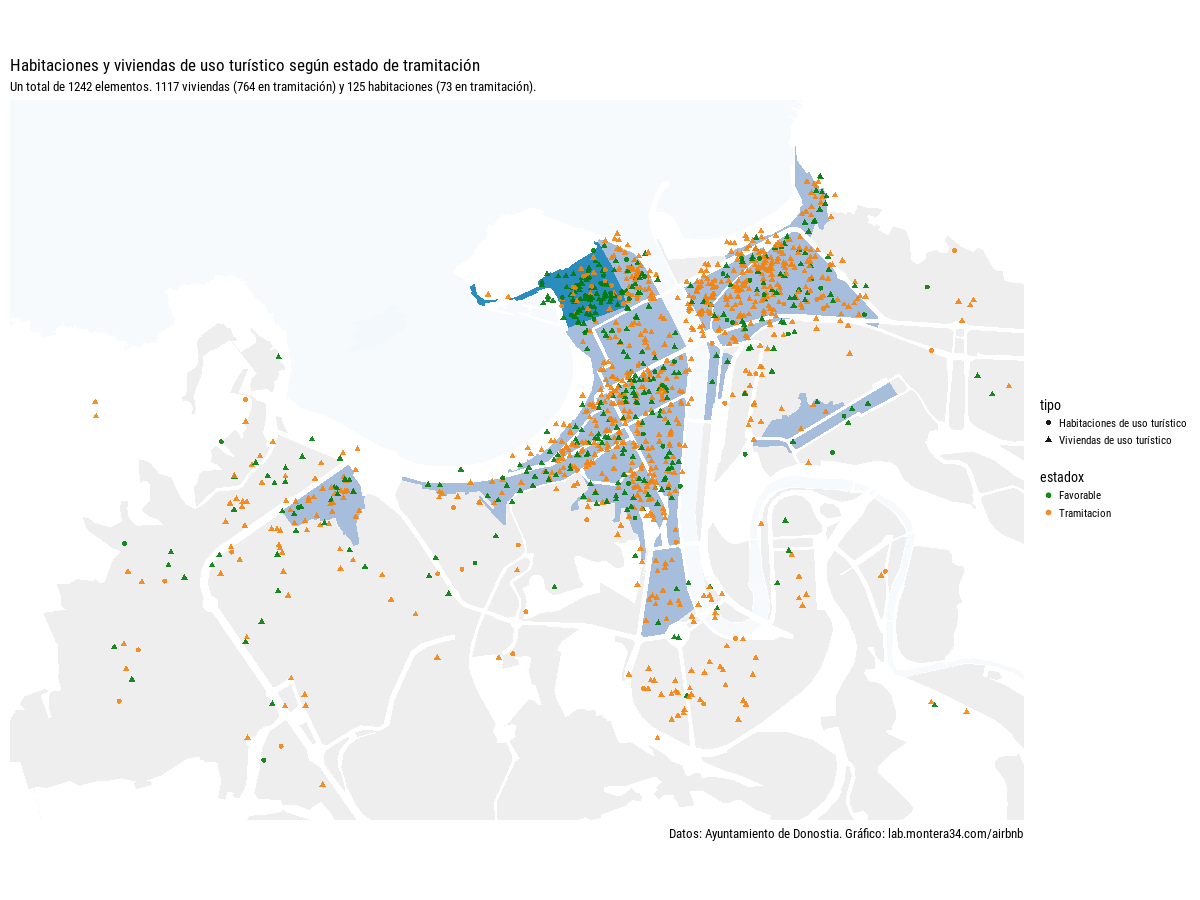 Habitaciones y viviendas de uso turístico según estado de tramitación
Un total de 1242 elementos. 1117 viviendas (764 en tramitación) y 125 habitaciones (73 en tramitación).
tipo
Habitaciones de uso turístico
Viviendas de uso turístico
estadox
Favorable
Tramitacion
Datos: Ayuntamiento de Donostia. Gráfico: lab.montera34.com/airbnb